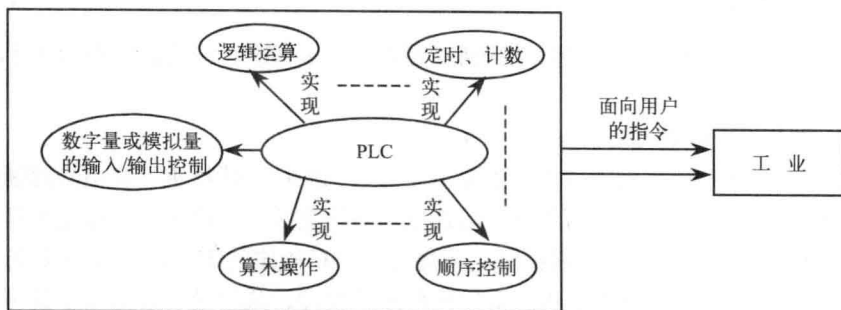 逻辑运算
定时、计数
实现
实现
面向用户
的指令
数字量或模拟量
的输入/输出控制
PLC
工 业
实现
实现
算术操作
顺序控制